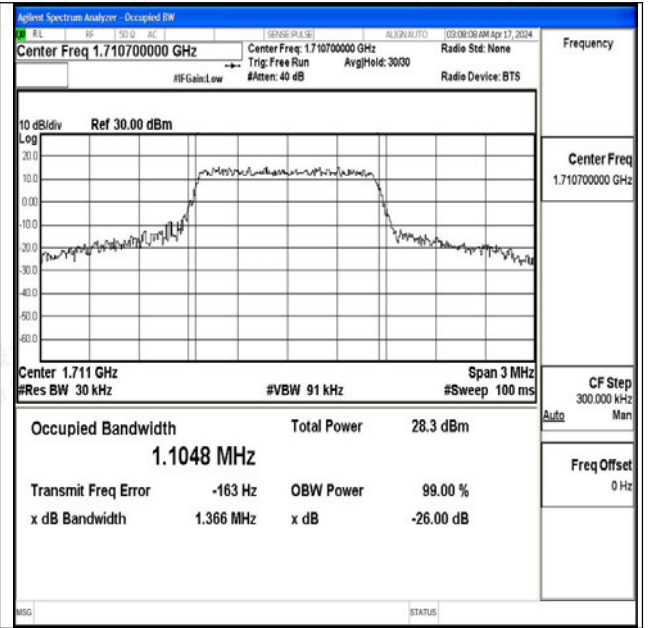 Agilent Spectrum Analyzer - Occupied BW
RL RF 50 Ω AC SENSE:PULSE ALIGNAUTO 03:08:08 AM Apr 17, 2024
Center Freq 1.710700000 GHz
Center Freq: 1.710700000 GHz
Radio Std: None
Trig: Free Run Avg|Hold: 30/30
#IFGain:Low #Atten: 40 dB Radio Device: BTS
10 dB/div Ref 30.00 dBm
Log
20.0
10.0
0.00
-10.0
-20.0
-30.0
-40.0
-50.0
-60.0
Center 1.711 GHz Span 3 MHz
#Res BW 30 kHz #VBW 91 kHz #Sweep 100 ms
Occupied Bandwidth Total Power 28.3 dBm
1.1048 MHz
Transmit Freq Error -163 Hz OBW Power 99.00 %
x dB Bandwidth 1.366 MHz x dB -26.00 dB
MSG STATUS
Frequency
Center Freq
1.710700000 GHz
CF Step
300.000 kHz
Auto Man
Freq Offset
0 Hz